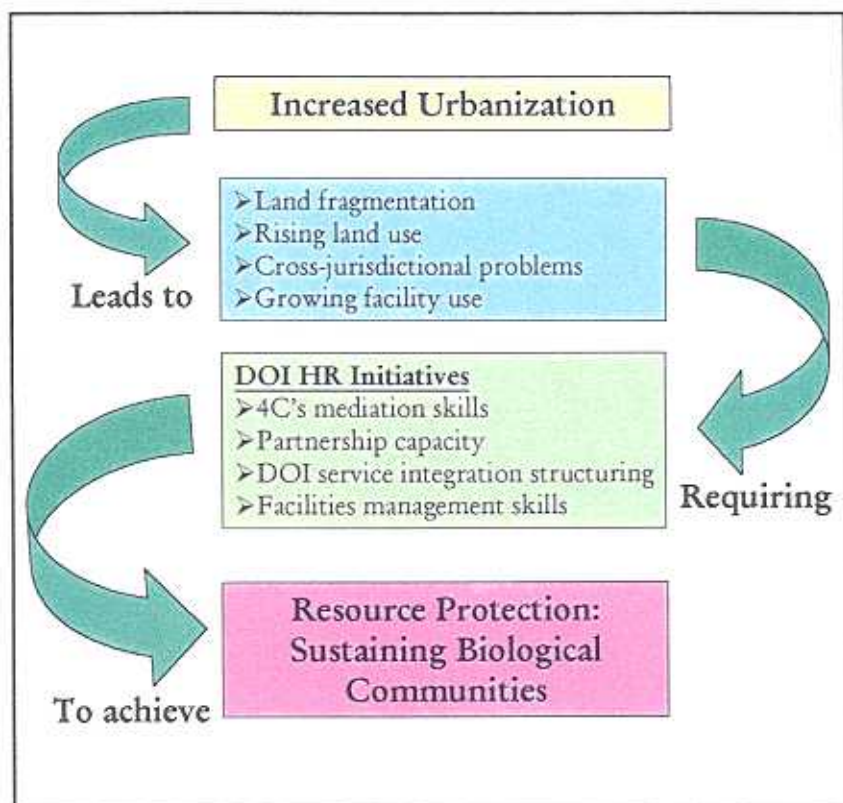 Increased Urbanization
➢Land fragmentation
➢Rising land use
➢Cross-jurisdictional problems
➢Growing facility use
Leads to
DOI HR Initiatives
➢4C's mediation skills
➢Partnership capacity
➢DOI service integration structuring
➢Facilities management skills
Requiring
Resource Protection:
Sustaining Biological
Communities
To achieve